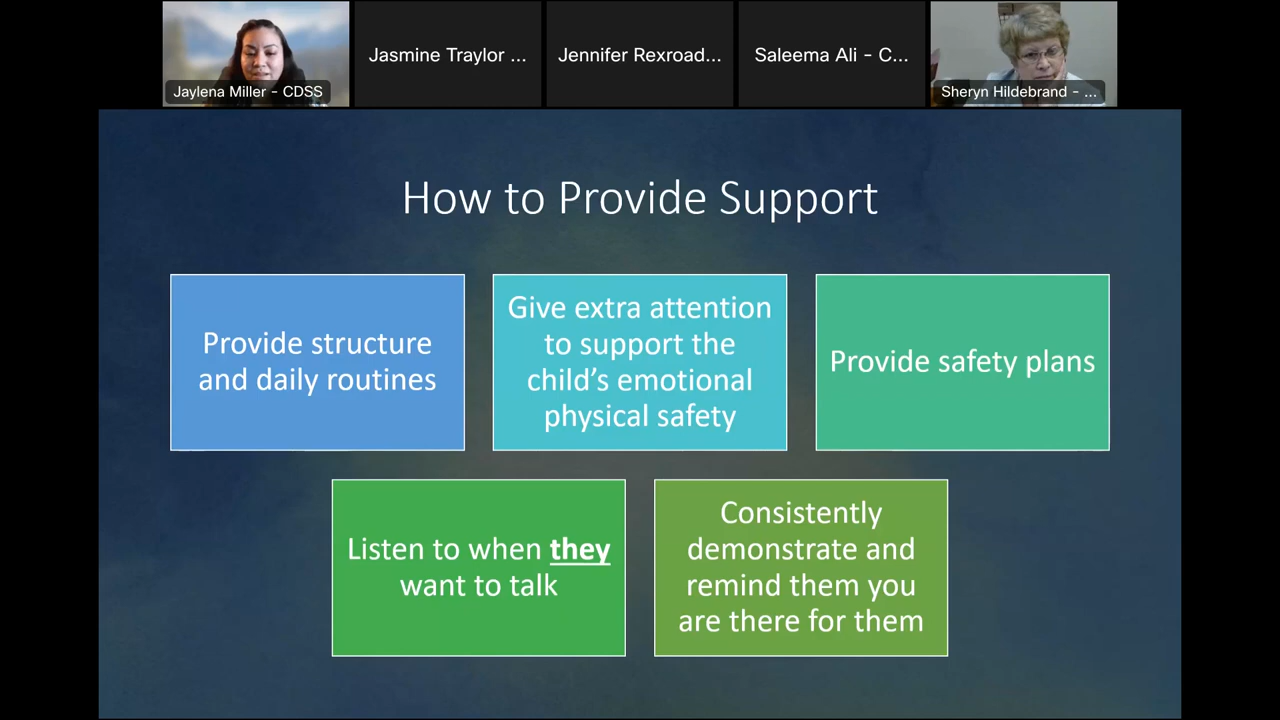 Jaylena Miller - CDSS
Jasmine Traylor ...
Jennifer Rexroad...
Saleema Ali - C...
Sheryn Hildebrand - ...
How to Provide Support
Provide structure
and daily routines
Give extra attention
to support the
child's emotional
physical safety
Provide safety plans
Listen to when they
want to talk
Consistently
demonstrate and
remind them you
are there for them